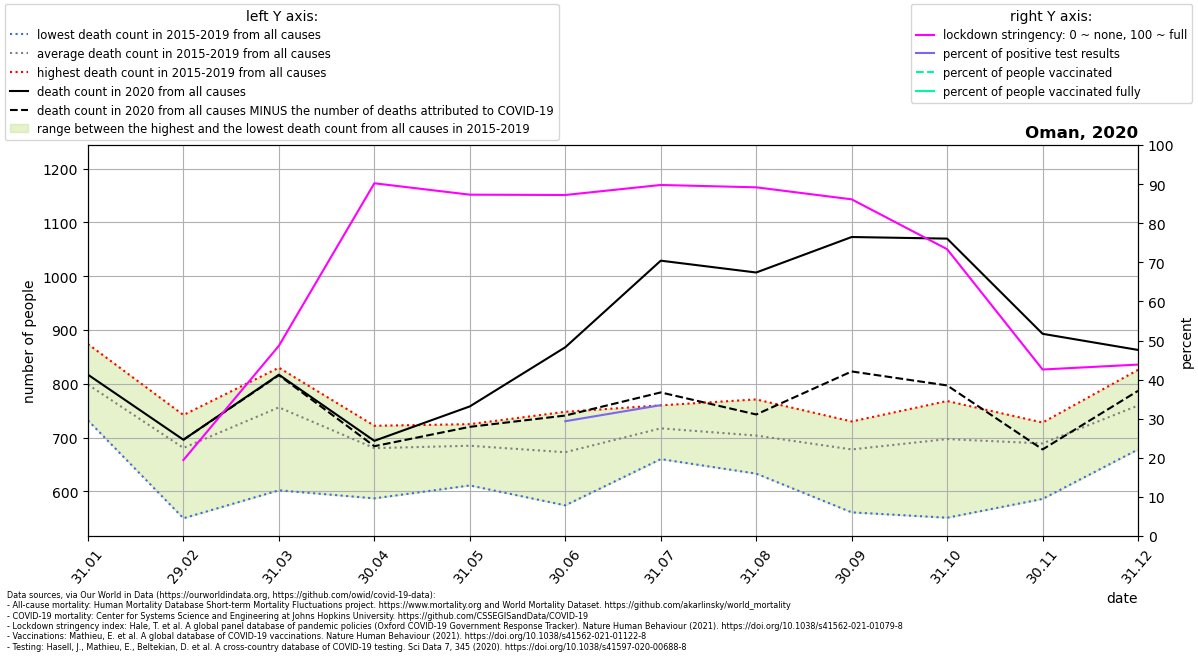 left Y axis:
lowest death count in 2015-2019 from all causes
average death count in 2015-2019 from all causes
highest death count in 2015-2019 from all causes
death count in 2020 from all causes
death count in 2020 from all causes MINUS the number of deaths attributed to COVID-19
range between the highest and the lowest death count from all causes in 2015-2019
right Y axis:
lockdown stringency: 0 ~ none, 100 ~ full
percent of positive test results
percent of people vaccinated
percent of people vaccinated fully
Oman, 2020
number of people
1200
1100
1000
900
800
700
600
100
90
80
70
60
50
40
30
20
10
0
percent
31.01
29.02
31.03
30.04
31.05
30.06
31.07
31.08
30.09
31.10
30.11
31.12
date
Data sources, via Our World in Data (https://ourworldindata.org, https://github.com/owid/covid-19-data):
- All-cause mortality: Human Mortality Database Short-term Mortality Fluctuations project. https://www.mortality.org and World Mortality Dataset. https://github.com/akarlinsky/world_mortality
- COVID-19 mortality: Center for Systems Science and Engineering at Johns Hopkins University. https://github.com/CSSEGISandData/COVID-19
- Lockdown stringency index: Hale, T. et al. A global panel database of pandemic policies (Oxford COVID-19 Government Response Tracker). Nature Human Behaviour (2021). https://doi.org/10.1038/s41562-021-01079-8
- Vaccinations: Mathieu, E. et al. A global database of COVID-19 vaccinations. Nature Human Behaviour (2021). https://doi.org/10.1038/s41562-021-01122-8
- Testing: Hasell, J., Mathieu, E., Beltekian, D. et al. A cross-country database of COVID-19 testing. Sci Data 7, 345 (2020). https://doi.org/10.1038/s41597-020-00688-8